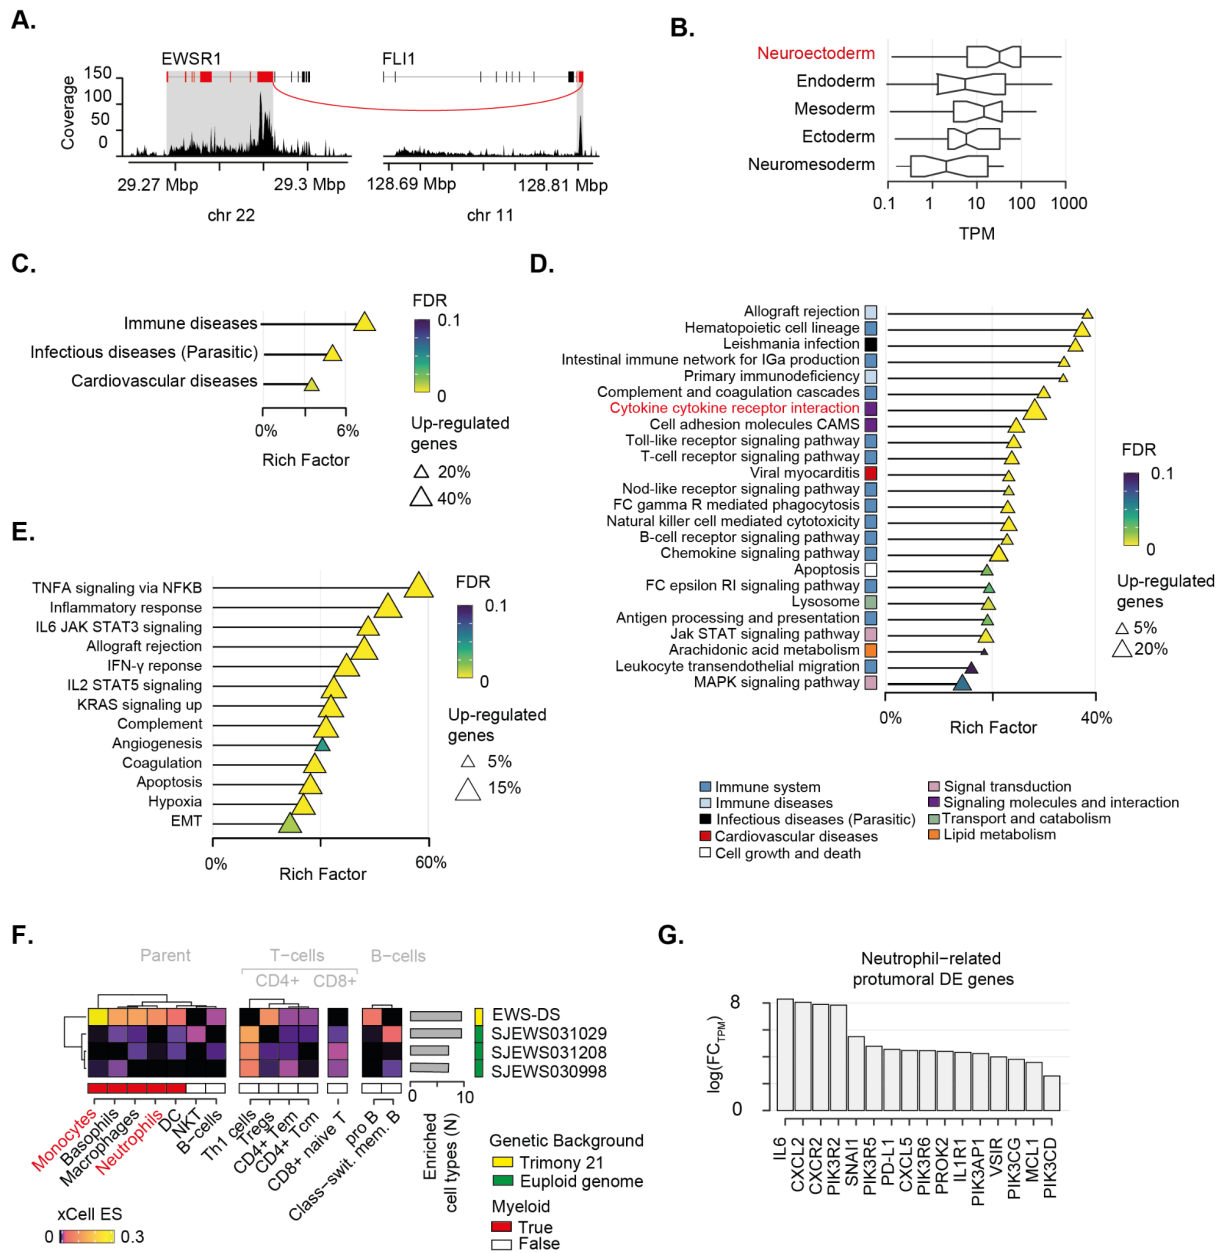 A.
EWSR1
FLI1
Coverage
150
100
50
0
29.27 Mbp
29.3 Mbp
128.69 Mbp
128.81 Mbp
chr 22
chr 11
B.
Neuroectoderm
Endoderm
Mesoderm
Ectoderm
Neuromesoderm
0.1
1
10
100
1000
TPM
C.
Immune diseases
Infectious diseases (Parasitic)
Cardiovascular diseases
0%
6%
Rich Factor
FDR
0.1
0
Up-regulated
genes
20%
40%
D.
Allograft rejection
Hematopoietic cell lineage
Leishmania infection
Intestinal immune network for IGa production
Primary immunodeficiency
Complement and coagulation cascades
Cytokine cytokine receptor interaction
Cell adhesion molecules CAMS
Toll-like receptor signaling pathway
T-cell receptor signaling pathway
Viral myocarditis
Nod-like receptor signaling pathway
FC gamma R mediated phagocytosis
Natural killer cell mediated cytotoxicity
B-cell receptor signaling pathway
Chemokine signaling pathway
Apoptosis
FC epsilon RI signaling pathway
Lysosome
Antigen processing and presentation
Jak STAT signaling pathway
Arachidonic acid metabolism
Leukocyte transendothelial migration
MAPK signaling pathway
0%
40%
Rich Factor
FDR
0.1
0
Up-regulated
genes
5%
20%
Immune system
Immune diseases
Infectious diseases (Parasitic)
Cardiovascular diseases
Cell growth and death
Signal transduction
Signaling molecules and interaction
Transport and catabolism
Lipid metabolism
E.
TNFA signaling via NFKB
Inflammatory response
IL6 JAK STAT3 signaling
Allograft rejection
IFN-γ reponse
IL2 STAT5 signaling
KRAS signaling up
Complement
Angiogenesis
Coagulation
Apoptosis
Hypoxia
EMT
0%
60%
Rich Factor
FDR
0.1
0
Up-regulated
genes
5%
15%
F.
Parent
T-cells
B-cells
CD4+
CD8+
EWS-DS
SJEWS031029
SJEWS031208
SJEWS030998
Monocytes
Basophils
Macrophages
Neutrophils
DC
NKT
B-cells
Th1 cells
Tregs
CD4+ Tem
CD4+ Tcm
CD8+ naive T
pro B
Class-swit. mem. B
0
10
Enriched
cell types (N)
Genetic Background
Trimony 21
Euploid genome
Myeloid
True
False
xCell ES
0
0.3
G.
Neutrophil-related
protumoral DE genes
log(FC TPM)
8
0
IL6
CXCL2
CXCR2
PIK3R2
SNAI1
PIK3R5
PD-L1
CXCL5
PIK3R6
PROK2
IL1R1
PIK3AP1
VSIR
PIK3CG
MCL1
PIK3CD